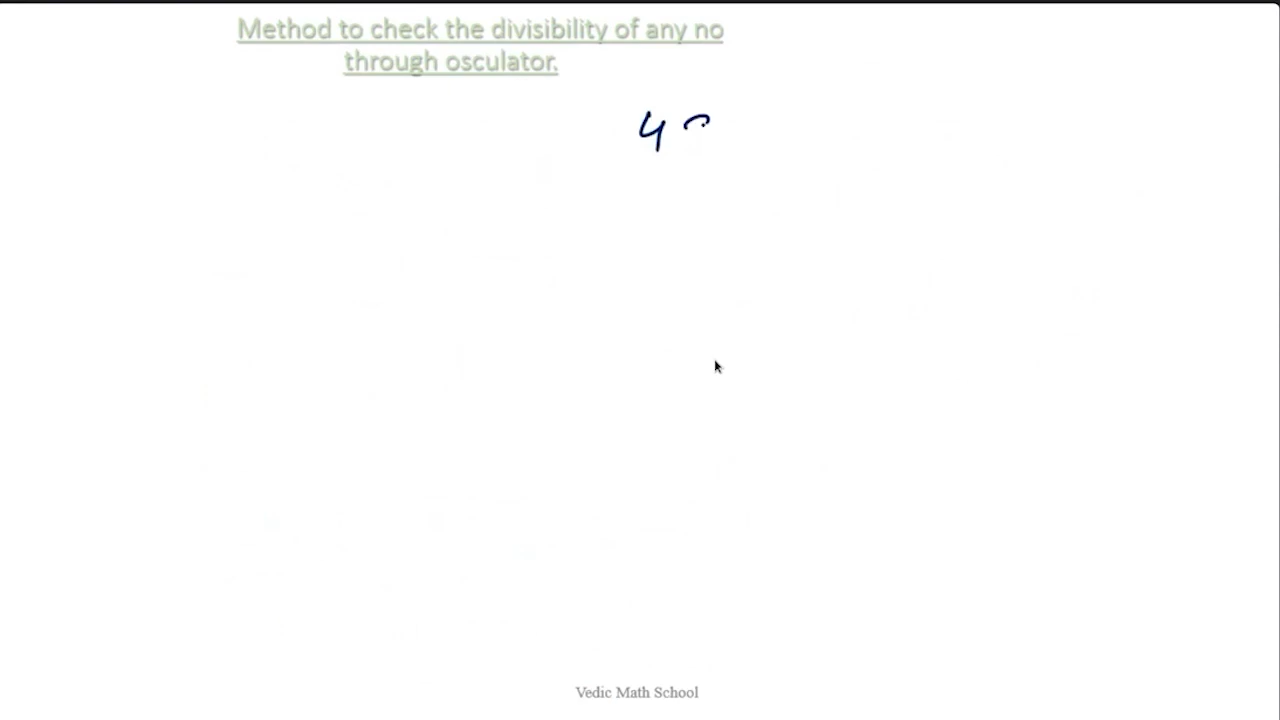 Method to check the divisibility of any no
through osculator.
4
Vedic Math School